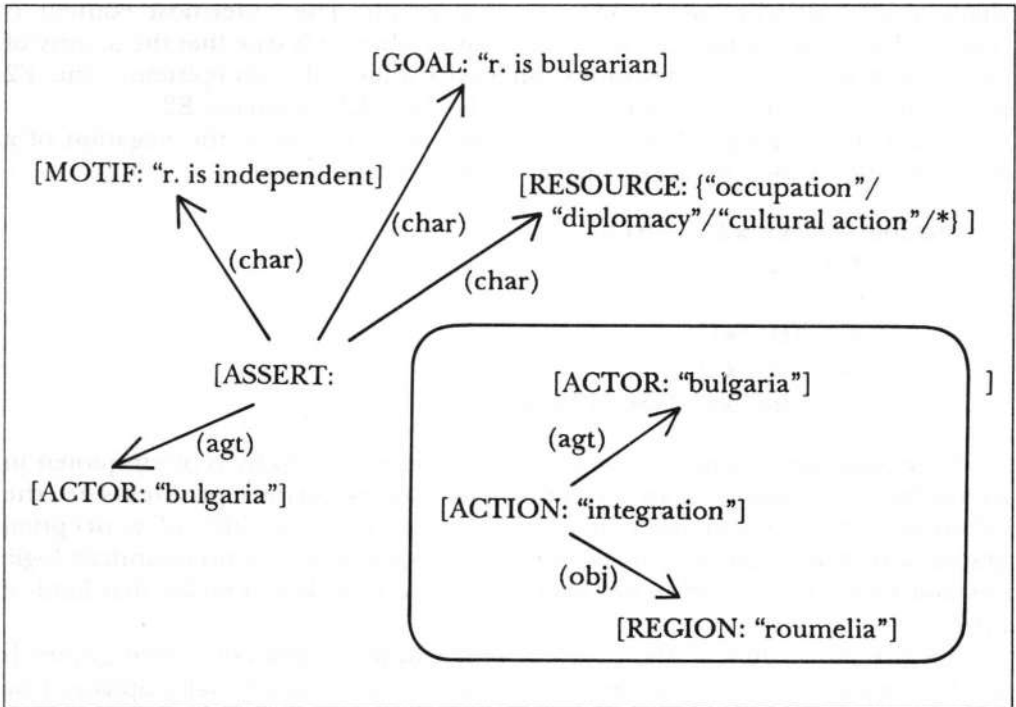 [GOAL: “r. is bulgarian]
[MOTIF: “r. is independent]
[RESOURCE: {“occupation”/
“diplomacy”/“cultural action”/*} ]
(char)
(char)
(char)
[ASSERT:
[ACTOR: “bulgaria”]
]
(agt)
(agt)
[ACTOR: “bulgaria”]
[ACTION: “integration”]
(obj)
[REGION: “roumelia”]